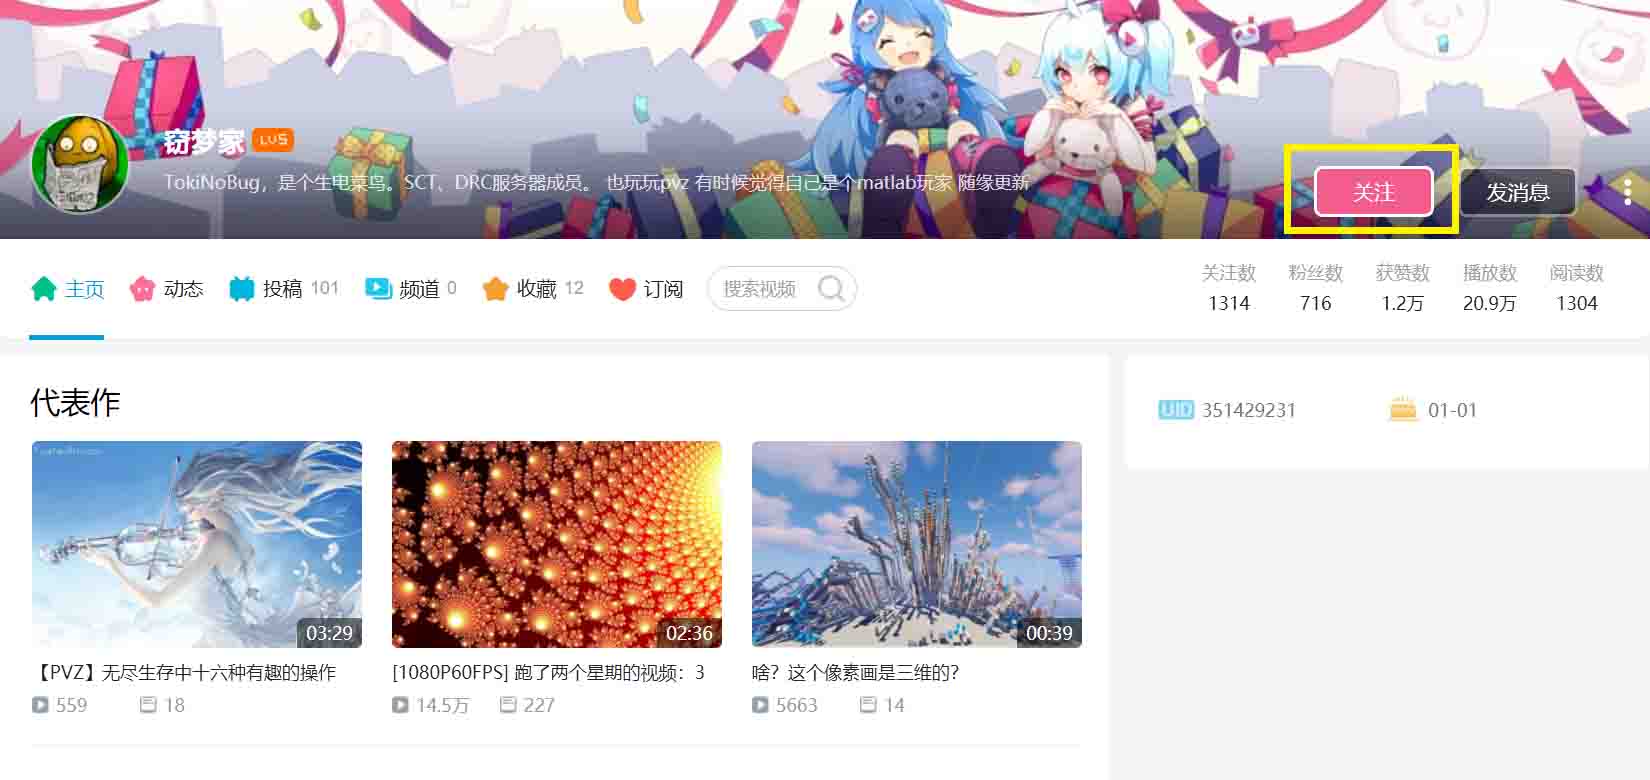 窃梦家 LV5
TokiNoBug，是个生电菜鸟。SCT、DRC服务器成员。 也玩玩pvz 有时候觉得自己是个matlab玩家 随缘更新
关注
发消息
主页 动态 投稿 101 频道 0 收藏 12 订阅 搜索视频
关注数 粉丝数 获赞数 播放数 阅读数
1314 716 1.2万 20.9万 1304
代表作
UID 351429231 01-01
03:29 02:36 00:39
【PVZ】无尽生存中十六种有趣的操作
559 18
[1080P60FPS] 跑了两个星期的视频：3
14.5万 227
啥？这个像素画是三维的?
5663 14